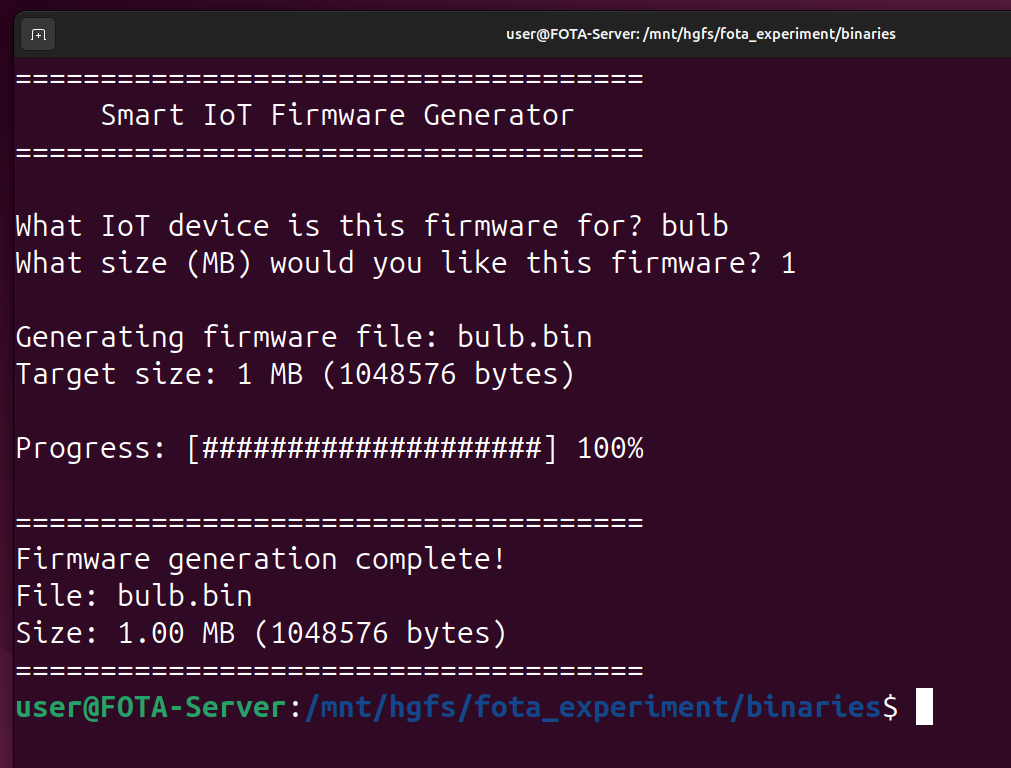 user@FOTA-Server: /mnt/hgfs/fota_experiment/binaries
=====================================
     Smart IoT Firmware Generator
=====================================

What IoT device is this firmware for? bulb
What size (MB) would you like this firmware? 1

Generating firmware file: bulb.bin
Target size: 1 MB (1048576 bytes)

Progress: [####################] 100%

=====================================
Firmware generation complete!
File: bulb.bin
Size: 1.00 MB (1048576 bytes)
=====================================
user@FOTA-Server:/mnt/hgfs/fota_experiment/binaries$